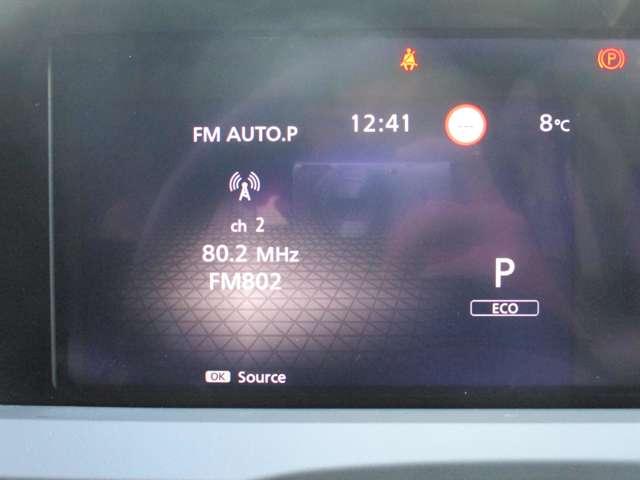 P
FM AUTO.P
12:41
---
8°C
ch 2
80.2 MHz
FM802
P
ECO
OK Source